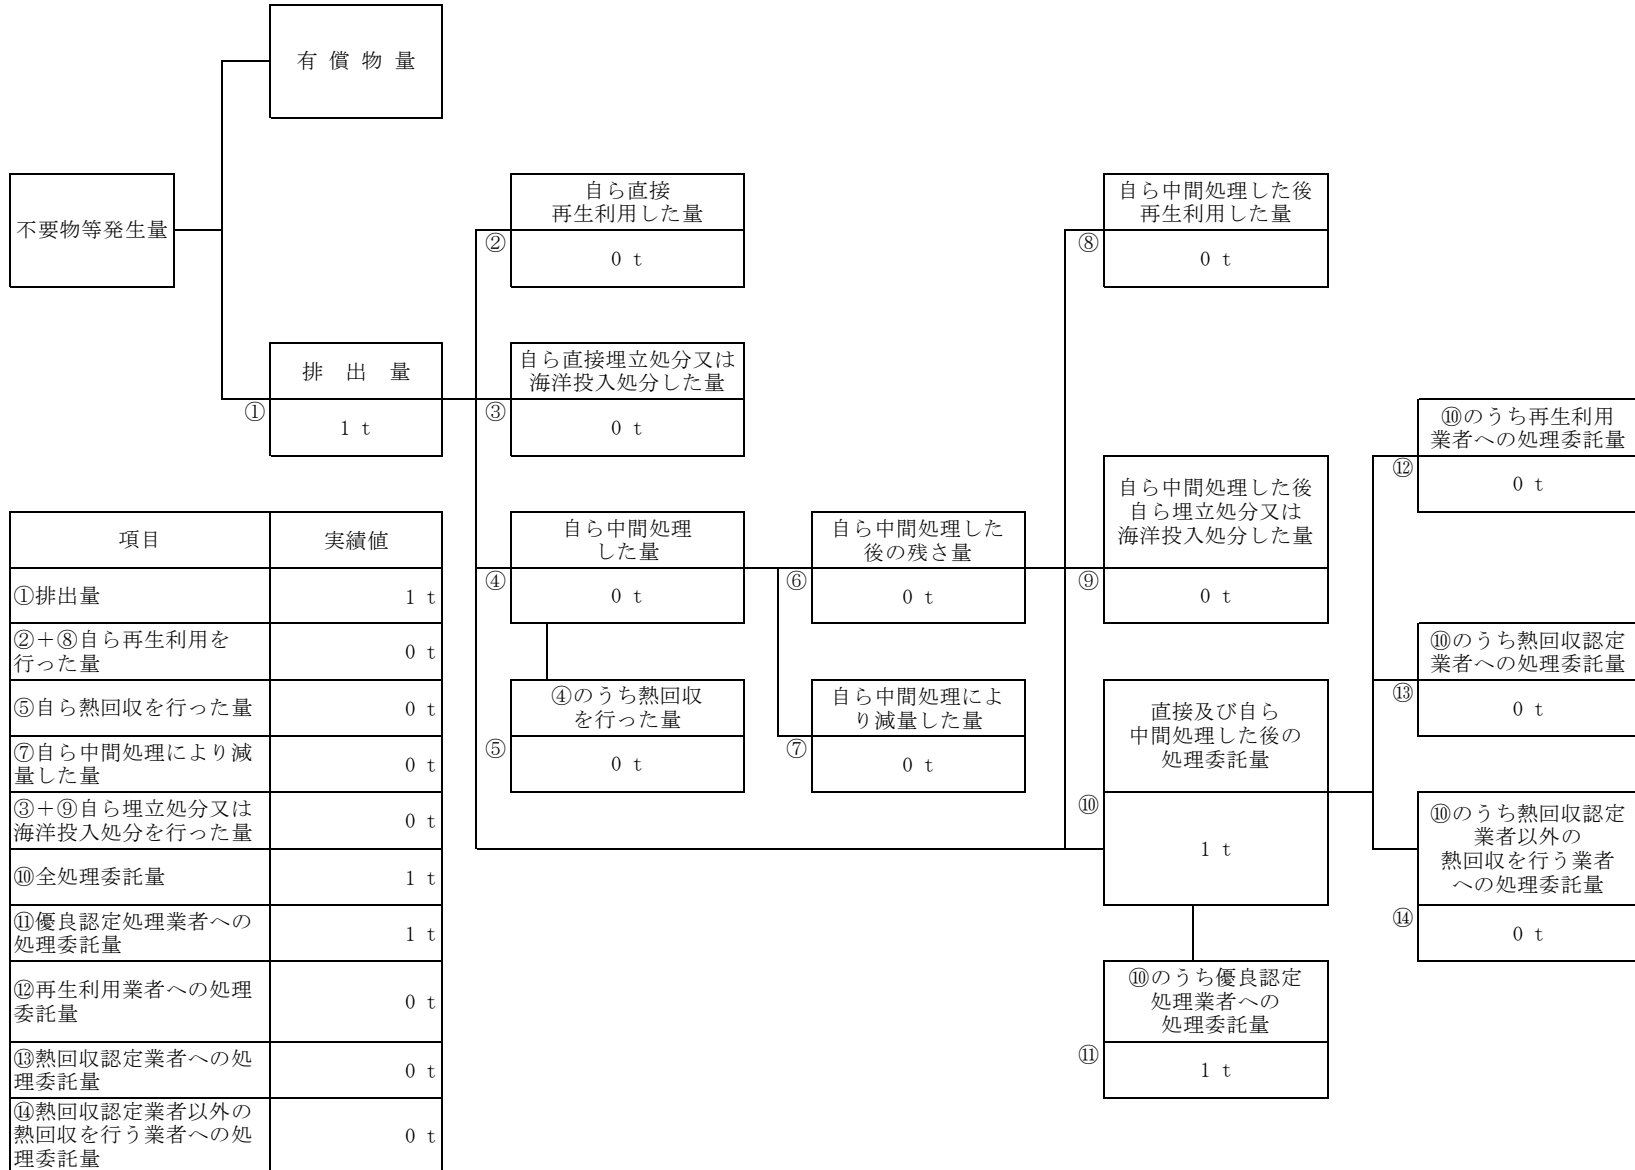 有 償 物 量
不要物等発生量
排 出 量
①
1 t
自ら直接
再生利用した量
②
0 t
自ら直接埋立処分又は
海洋投入処分した量
③
0 t
自ら中間処理
した量
④
0 t
④のうち熱回収
を行った量
⑤
0 t
自ら中間処理した
後の残さ量
⑥
0 t
自ら中間処理によ
り減量した量
⑦
0 t
自ら中間処理した後
再生利用した量
⑧
0 t
自ら中間処理した後
自ら埋立処分又は
海洋投入処分した量
⑨
0 t
直接及び自ら
中間処理した後の
処理委託量
⑩
1 t
⑩のうち優良認定
処理業者への
処理委託量
⑪
1 t
⑩のうち再生利用
業者への処理委託量
⑫
0 t
⑩のうち熱回収認定
業者への処理委託量
⑬
0 t
⑩のうち熱回収認定
業者以外の
熱回収を行う業者
への処理委託量
⑭
0 t
項目 実績値
①排出量 1 t
②＋⑧自ら再生利用を
行った量 0 t
⑤自ら熱回収を行った量 0 t
⑦自ら中間処理により減
量した量 0 t
③＋⑨自ら埋立処分又は
海洋投入処分を行った量 0 t
⑩全処理委託量 1 t
⑪優良認定処理業者への
処理委託量 1 t
⑫再生利用業者への処理
委託量 0 t
⑬熱回収認定業者への処
理委託量 0 t
⑭熱回収認定業者以外の
熱回収を行う業者への処
理委託量 0 t